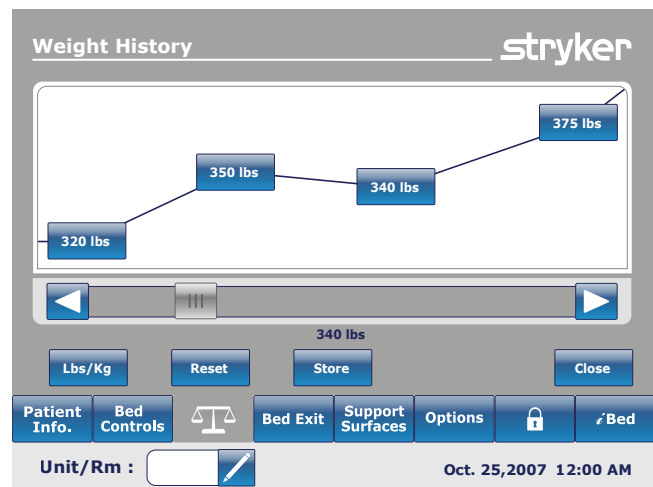 Weight History
stryker
375 lbs
350 lbs
340 lbs
320 lbs
340 lbs
Lbs/Kg Reset Store Close
Patient Info. Bed Controls Bed Exit Support Surfaces Options iBed
Unit/Rm : Oct. 25,2007 12:00 AM